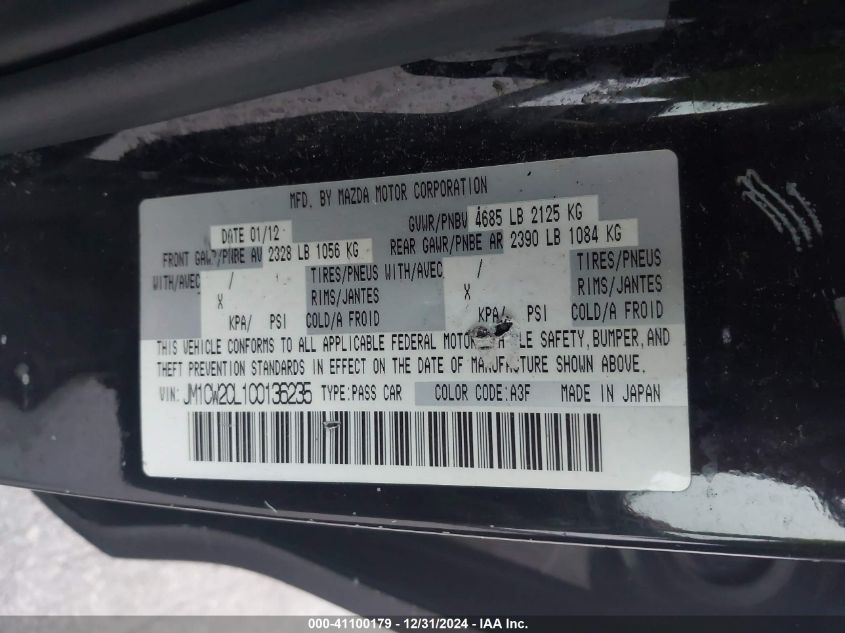 MFD. BY MAZDA MOTOR CORPORATION
DATE 01/12 GVWR/PNBV 4685 LB 2125 KG
FRONT GAWR/PNBE AV 2328 LB 1056 KG REAR GAWR/PNBE AR 2390 LB 1084 KG
WITH/AVEC / TIRES/PNEUS WITH/AVEC / TIRES/PNEUS
X RIMS/JANTES X RIMS/JANTES
KPA/ PSI COLD/A FROID KPA/ PSI COLD/A FROID
THIS VEHICLE CONFORMS TO ALL APPLICABLE FEDERAL MOTOR SAFETY, BUMPER, AND
THEFT PREVENTION STANDARDS IN EFFECT ON THE DATE OF MANUFACTURE SHOWN ABOVE.
VIN: JM1CW2CL1C0136235 TYPE:PASS CAR COLOR CODE:A3F MADE IN JAPAN
000-41100179 - 12/31/2024 - IAA Inc.